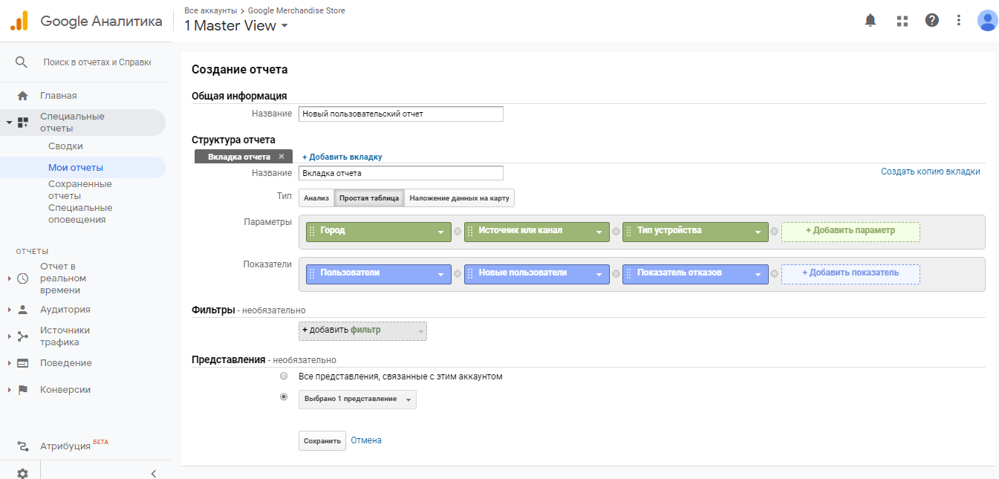 Google Аналитика
Все аккаунты > Google Merchandise Store
1 Master View
Поиск в отчетах и Справке
Главная
Специальные
отчеты
Сводки
Мои отчеты
Сохраненные
отчеты
Специальные
оповещения
ОТЧЕТЫ
Отчет в
реальном
времени
Аудитория
Источники
трафика
Поведение
Конверсии
Атрибуция БЕТА
Создание отчета
Общая информация
Название Новый пользовательский отчет
Структура отчета
Вкладка отчета × + Добавить вкладку
Название Вкладка отчета Создать копию вкладки
Тип Анализ Простая таблица Наложение данных на карту
Параметры Город Источник или канал Тип устройства + Добавить параметр
Показатели Пользователи Новые пользователи Показатель отказов + Добавить показатель
Фильтры - необязательно
+ добавить фильтр
Представления - необязательно
Все представления, связанные с этим аккаунтом
Выбрано 1 представление
Сохранить Отмена